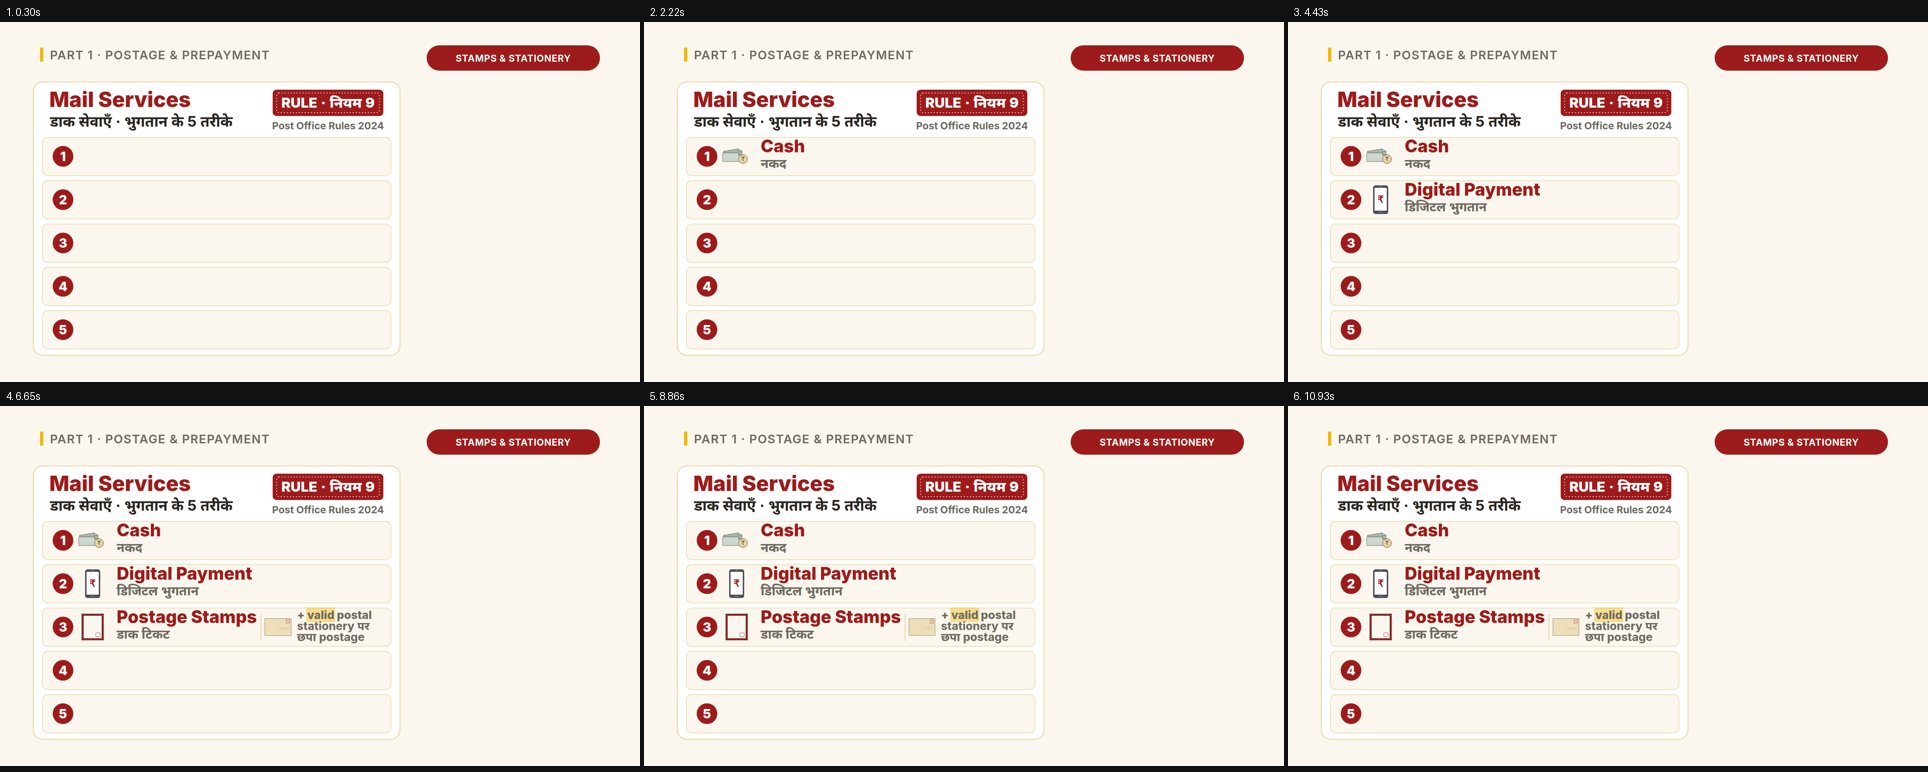 1. 0.30s
PART 1 · POSTAGE & PREPAYMENT
STAMPS & STATIONERY
Mail Services
RULE · नियम 9
डाक सेवाएँ · भुगतान के 5 तरीके
Post Office Rules 2024
1
2
3
4
5
2. 2.22s
PART 1 · POSTAGE & PREPAYMENT
STAMPS & STATIONERY
Mail Services
RULE · नियम 9
डाक सेवाएँ · भुगतान के 5 तरीके
Post Office Rules 2024
1 ₹ Cash
नकद
2
3
4
5
3. 4.43s
PART 1 · POSTAGE & PREPAYMENT
STAMPS & STATIONERY
Mail Services
RULE · नियम 9
डाक सेवाएँ · भुगतान के 5 तरीके
Post Office Rules 2024
1 ₹ Cash
नकद
2 ₹ Digital Payment
डिजिटल भुगतान
3
4
5
4. 6.65s
PART 1 · POSTAGE & PREPAYMENT
STAMPS & STATIONERY
Mail Services
RULE · नियम 9
डाक सेवाएँ · भुगतान के 5 तरीके
Post Office Rules 2024
1 ₹ Cash
नकद
2 ₹ Digital Payment
डिजिटल भुगतान
3 Postage Stamps
डाक टिकट
+ valid postal
stationery पर
छपा postage
4
5
5. 8.86s
PART 1 · POSTAGE & PREPAYMENT
STAMPS & STATIONERY
Mail Services
RULE · नियम 9
डाक सेवाएँ · भुगतान के 5 तरीके
Post Office Rules 2024
1 ₹ Cash
नकद
2 ₹ Digital Payment
डिजिटल भुगतान
3 Postage Stamps
डाक टिकट
+ valid postal
stationery पर
छपा postage
4
5
6. 10.93s
PART 1 · POSTAGE & PREPAYMENT
STAMPS & STATIONERY
Mail Services
RULE · नियम 9
डाक सेवाएँ · भुगतान के 5 तरीके
Post Office Rules 2024
1 ₹ Cash
नकद
2 ₹ Digital Payment
डिजिटल भुगतान
3 Postage Stamps
डाक टिकट
+ valid postal
stationery पर
छपा postage
4
5